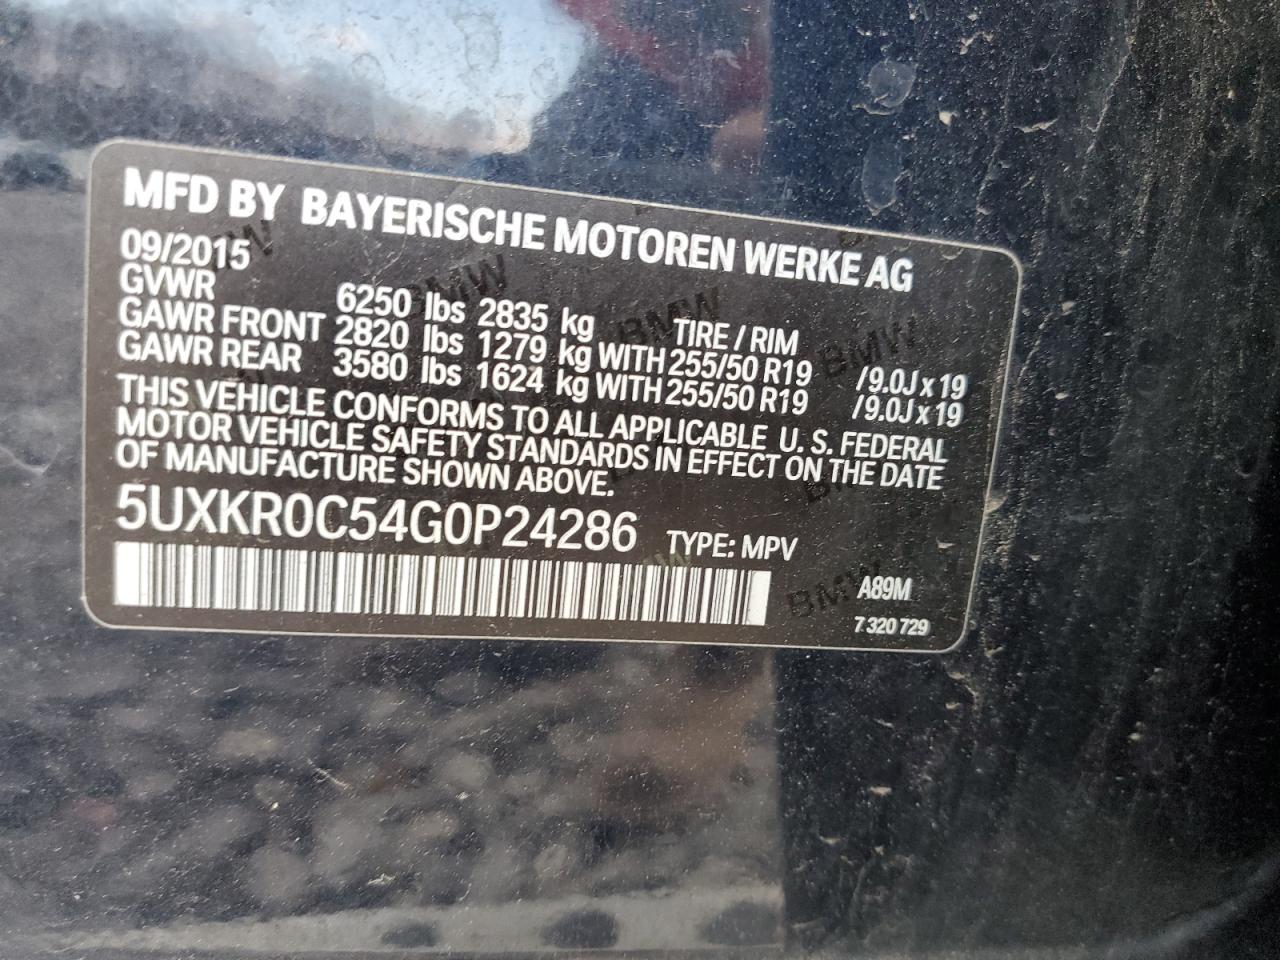 MFD BY BAYERISCHE MOTOREN WERKE AG
09/2015
GVWR 6250 lbs 2835 kg TIRE / RIM
GAWR FRONT 2820 lbs 1279 kg WITH 255/50 R19 /9.0J x 19
GAWR REAR 3580 lbs 1624 kg WITH 255/50 R19 /9.0J x 19
THIS VEHICLE CONFORMS TO ALL APPLICABLE U. S. FEDERAL
MOTOR VEHICLE SAFETY STANDARDS IN EFFECT ON THE DATE
OF MANUFACTURE SHOWN ABOVE.
5UXKR0C54G0P24286 TYPE: MPV
A89M
7 320 729